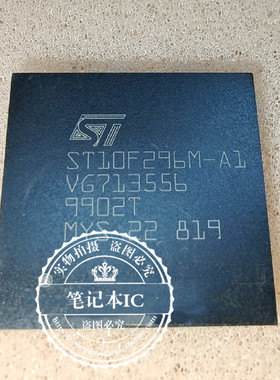 ST
ST10F296M-A1
VG713556
9902T
MYS 22 819
实物拍摄 盗图必究
笔记本IC
盗图必究